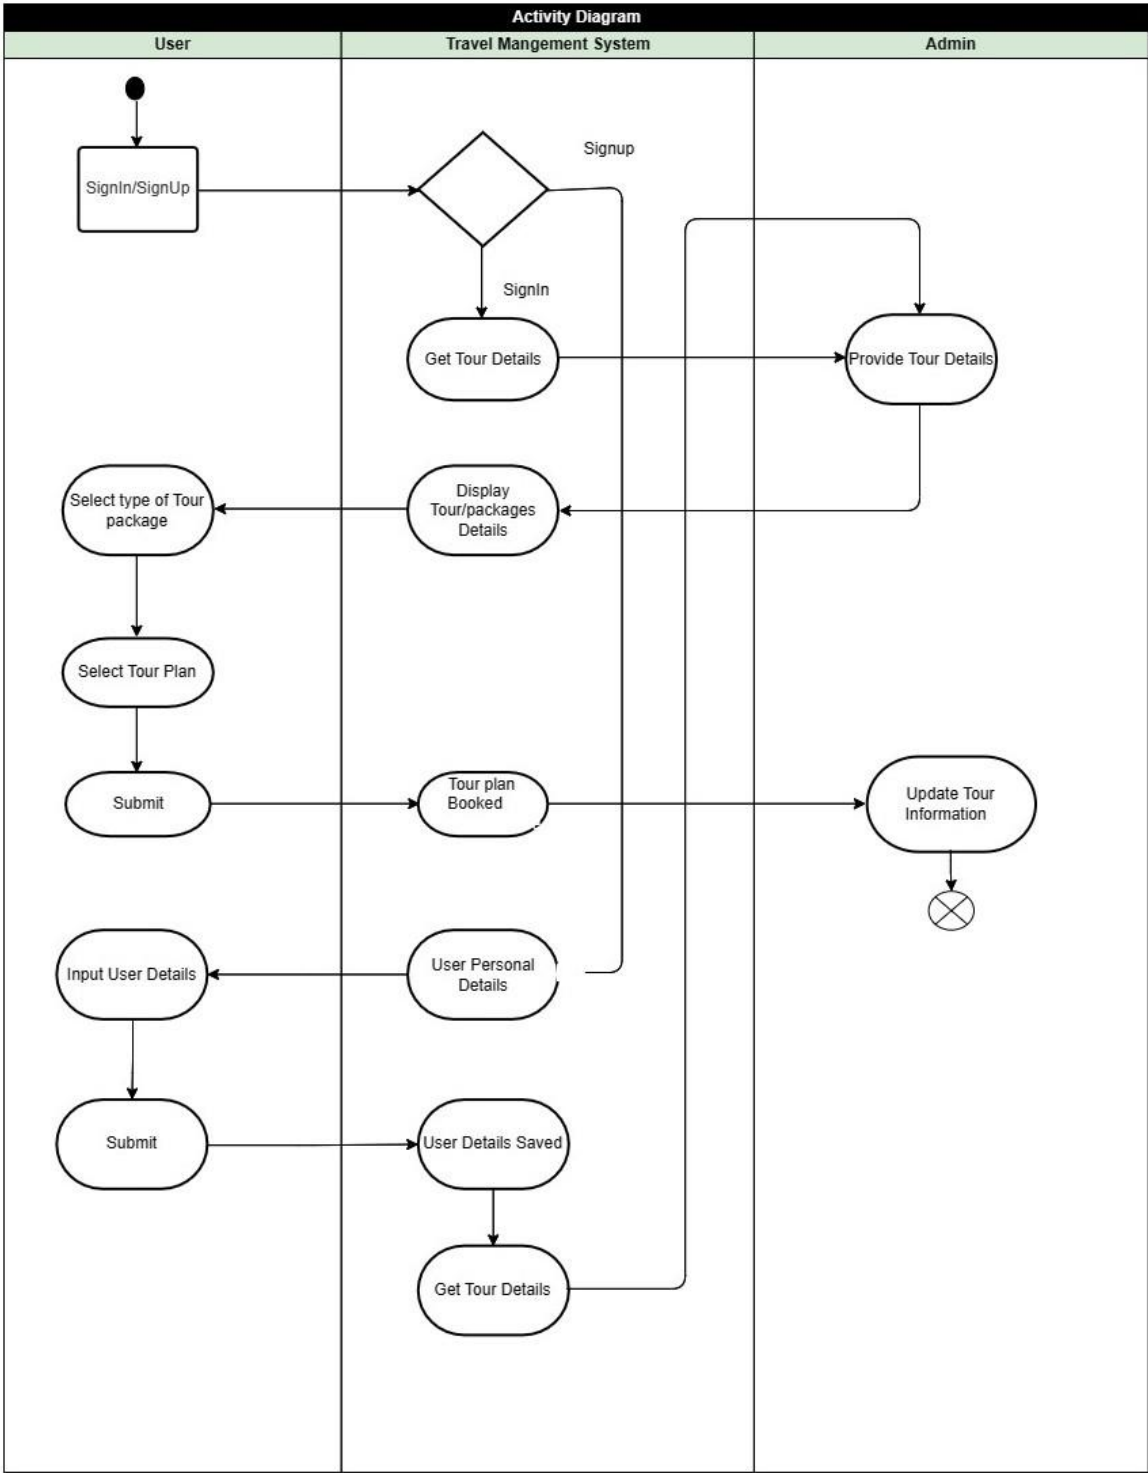 Activity Diagram
User
Travel Mangement System
Admin
Signup
SignIn/SignUp
SignIn
Get Tour Details
Provide Tour Details
Select type of Tour
package
Display
Tour/packages
Details
Select Tour Plan
Submit
Tour plan
Booked
Update Tour
Information
Input User Details
User Personal
Details
Submit
User Details Saved
Get Tour Details